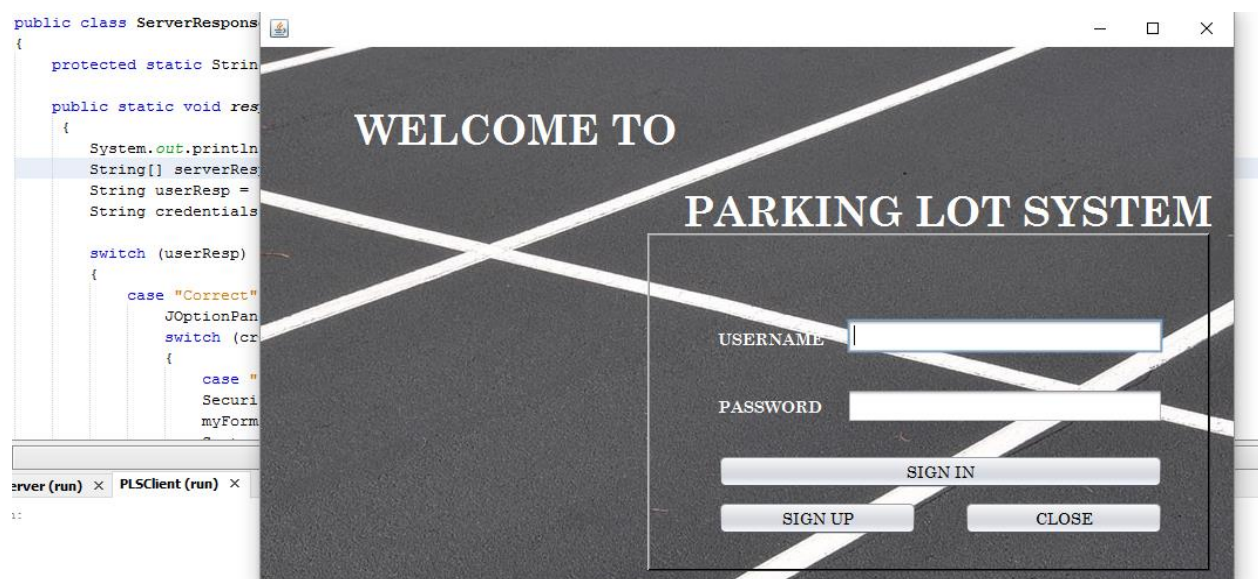 public class ServerRespons
{
protected static Strin
public static void res
{
System.out.println
String[] serverRes
String userResp =
String credentials
switch (userResp)
{
case "Correct"
JOptionPan
switch (cr
{
case "
Securi
myForm
erver (run) × PLSClient (run) ×
WELCOME TO
PARKING LOT SYSTEM
USERNAME
PASSWORD
SIGN IN
SIGN UP CLOSE